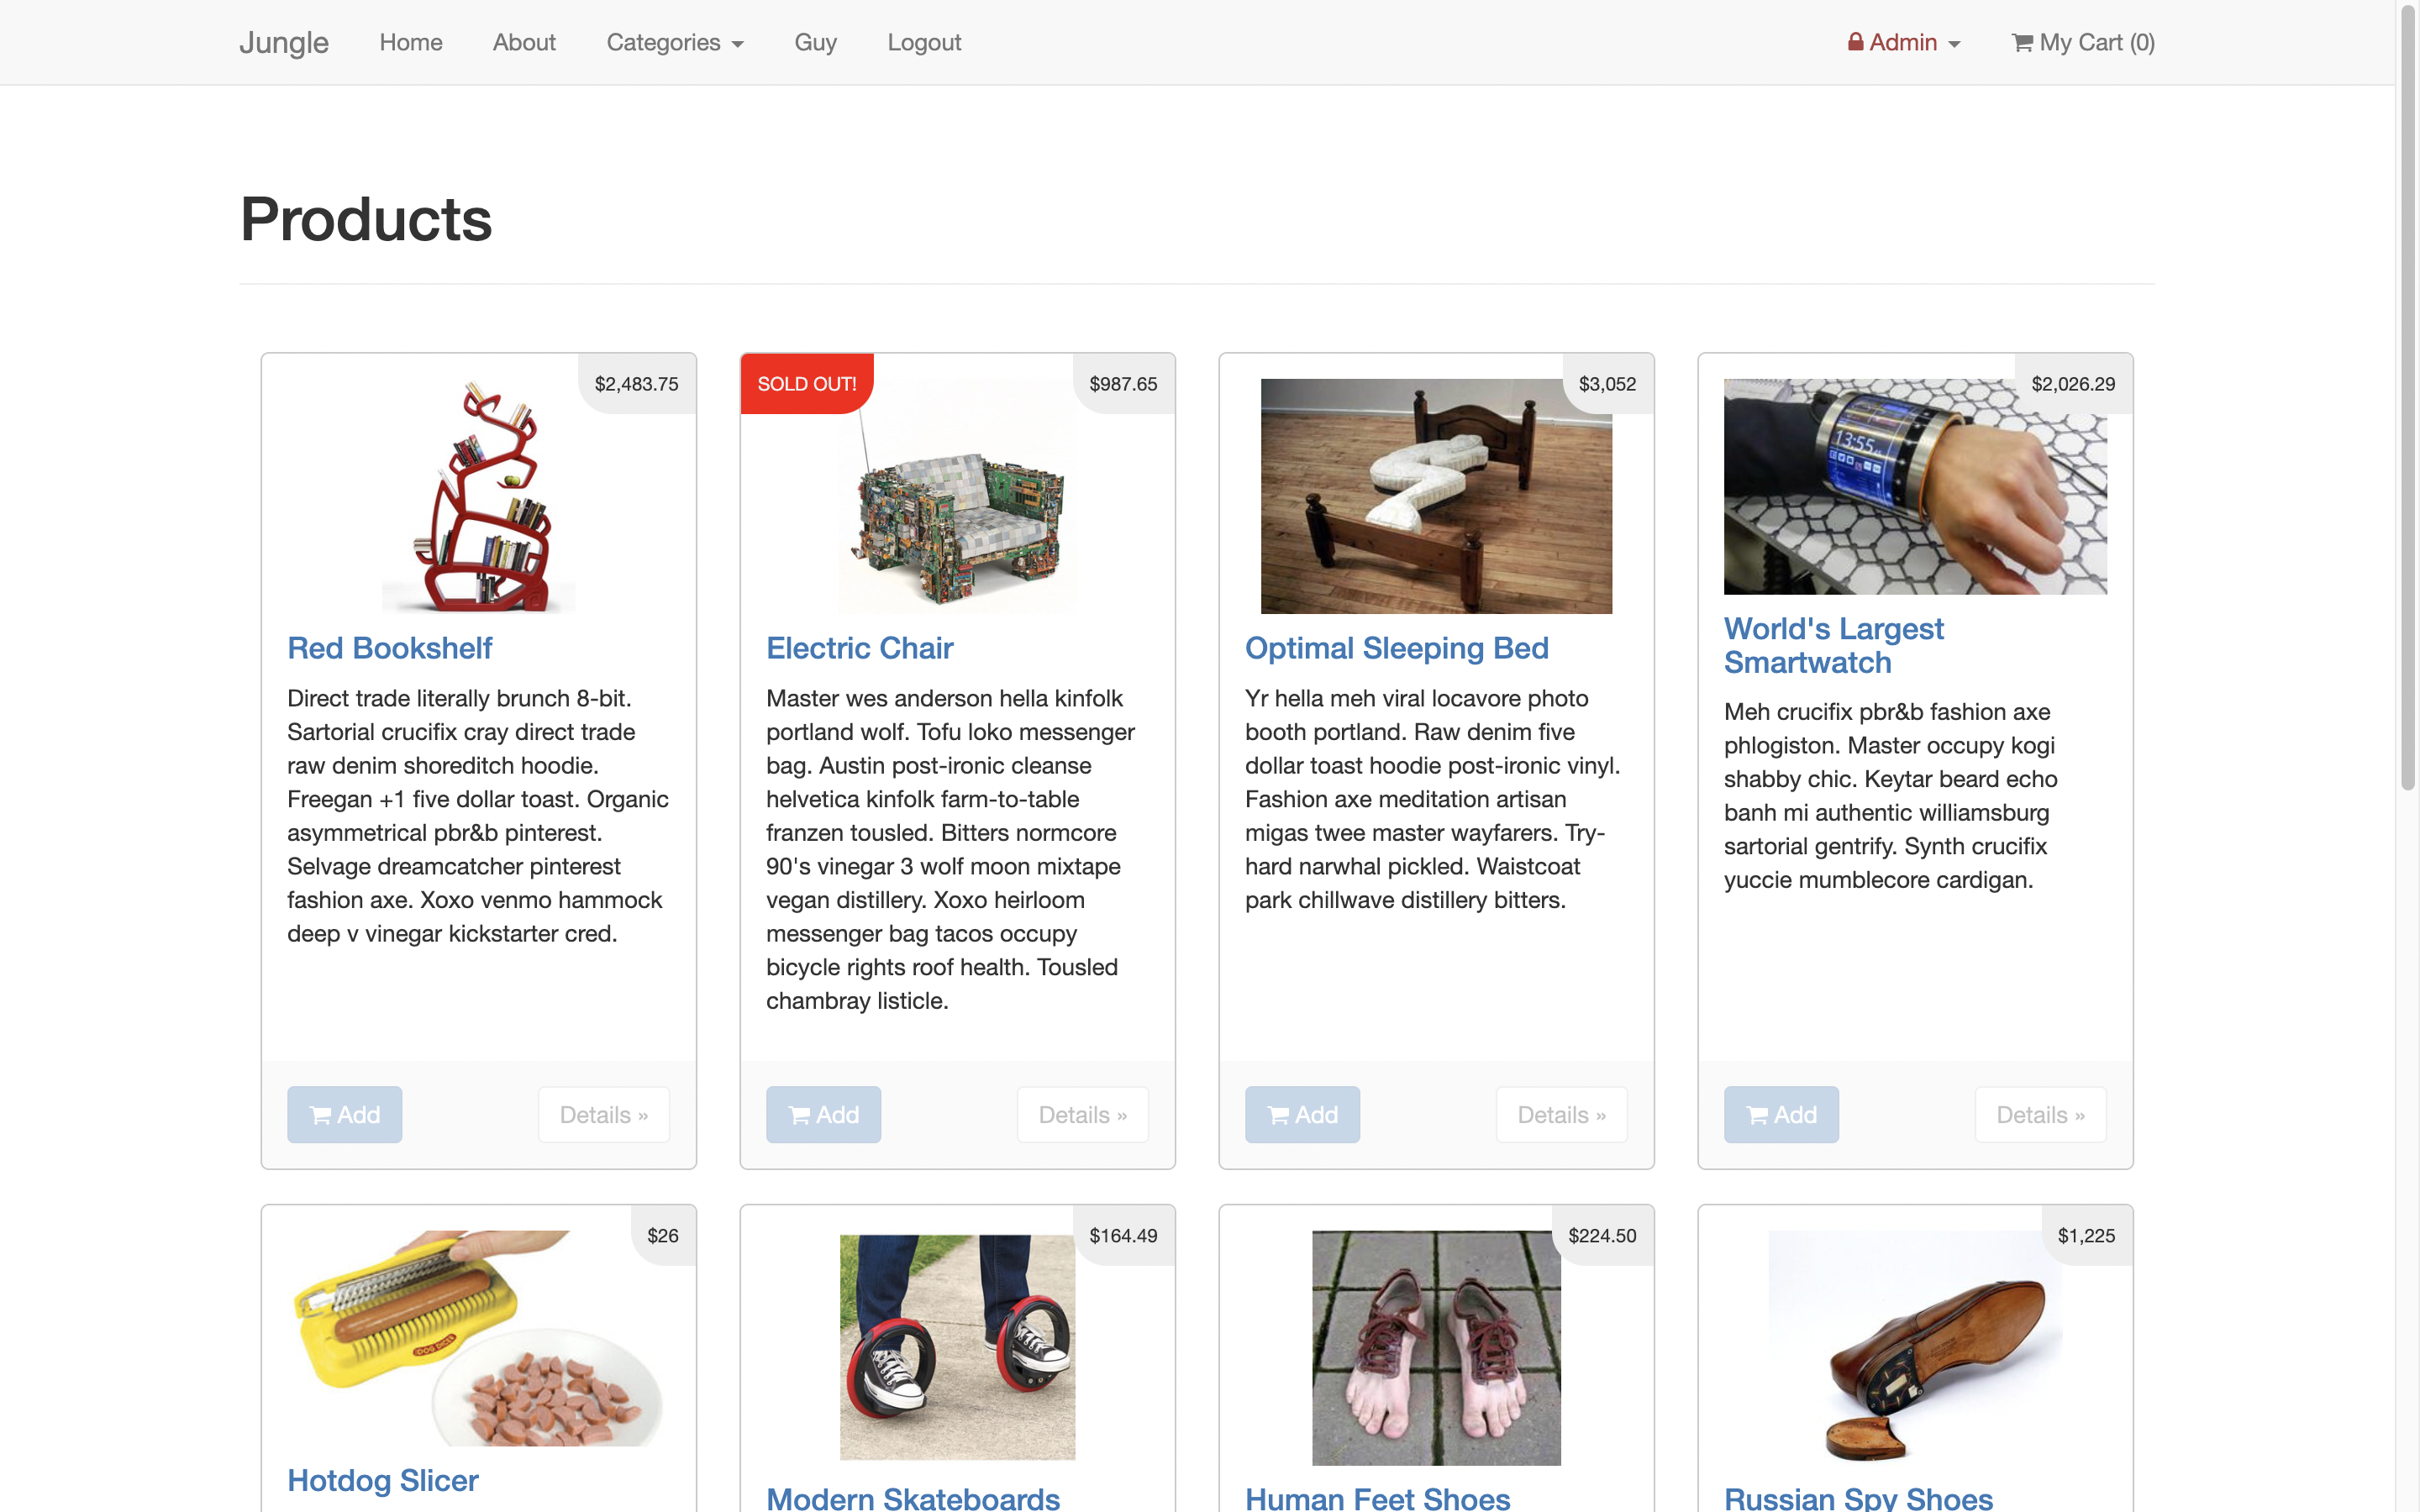 Jungle Home About Categories Guy Logout Admin My Cart (0)
Products
$2,483.75
Red Bookshelf
Direct trade literally brunch 8-bit.
Sartorial crucifix cray direct trade
raw denim shoreditch hoodie.
Freegan +1 five dollar toast. Organic
asymmetrical pbr&b pinterest.
Selvage dreamcatcher pinterest
fashion axe. Xoxo venmo hammock
deep v vinegar kickstarter cred.
Add Details »
SOLD OUT! $987.65
Electric Chair
Master wes anderson hella kinfolk
portland wolf. Tofu loko messenger
bag. Austin post-ironic cleanse
helvetica kinfolk farm-to-table
franzen tousled. Bitters normcore
90's vinegar 3 wolf moon mixtape
vegan distillery. Xoxo heirloom
messenger bag tacos occupy
bicycle rights roof health. Tousled
chambray listicle.
Add Details »
$3,052
Optimal Sleeping Bed
Yr hella meh viral locavore photo
booth portland. Raw denim five
dollar toast hoodie post-ironic vinyl.
Fashion axe meditation artisan
migas twee master wayfarers. Try-
hard narwhal pickled. Waistcoat
park chillwave distillery bitters.
Add Details »
$2,026.29
13:55
World's Largest
Smartwatch
Meh crucifix pbr&b fashion axe
phlogiston. Master occupy kogi
shabby chic. Keytar beard echo
banh mi authentic williamsburg
sartorial gentrify. Synth crucifix
yuccie mumblecore cardigan.
Add Details »
$26
Hotdog Slicer
$164.49
Modern Skateboards
$224.50
Human Feet Shoes
$1,225
Russian Spy Shoes